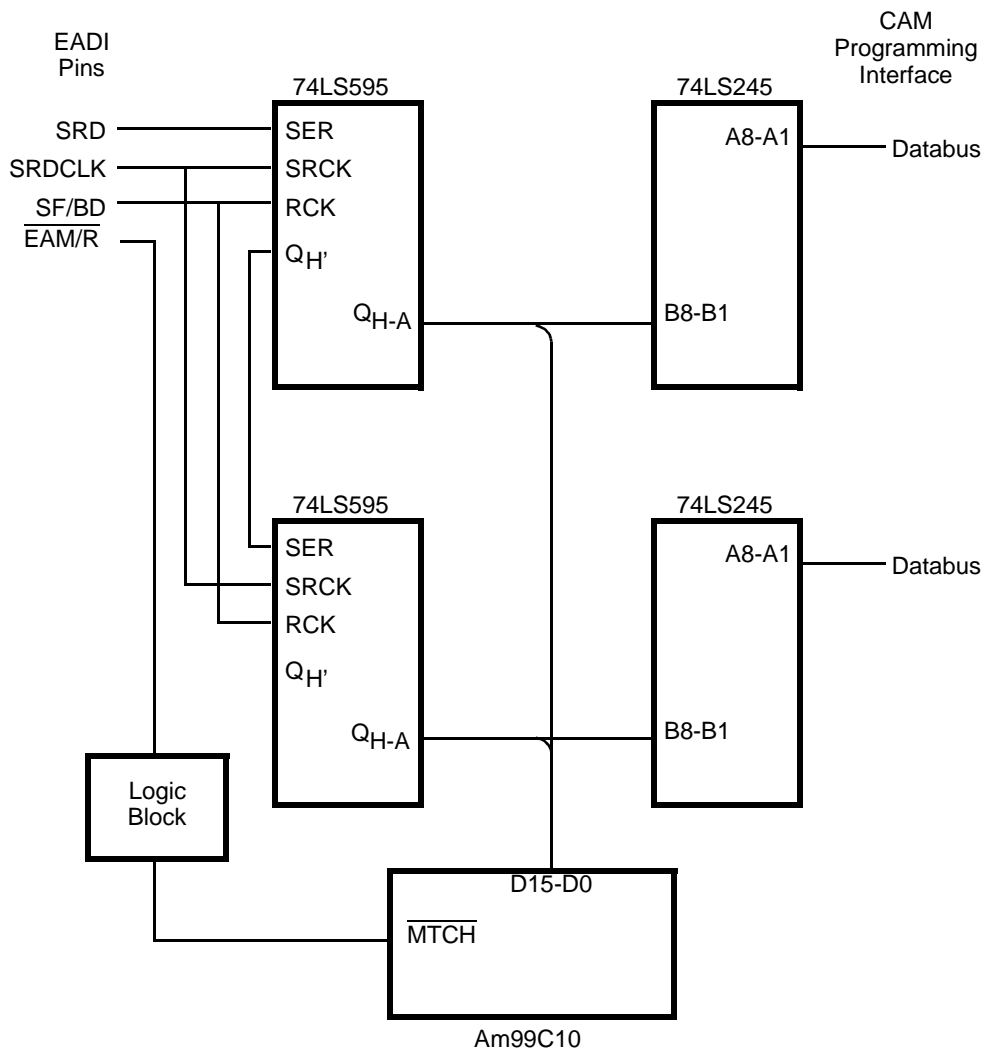 EADI
Pins
CAM
Programming
Interface
74LS595
74LS245
SRD
SER
A8-A1
Databus
SRDCLK
SRCK
SF/BD
RCK
EAM/R
QH'
QH-A
B8-B1
74LS595
74LS245
SER
A8-A1
Databus
SRCK
RCK
QH'
QH-A
B8-B1
Logic
Block
D15-D0
MTCH
Am99C10